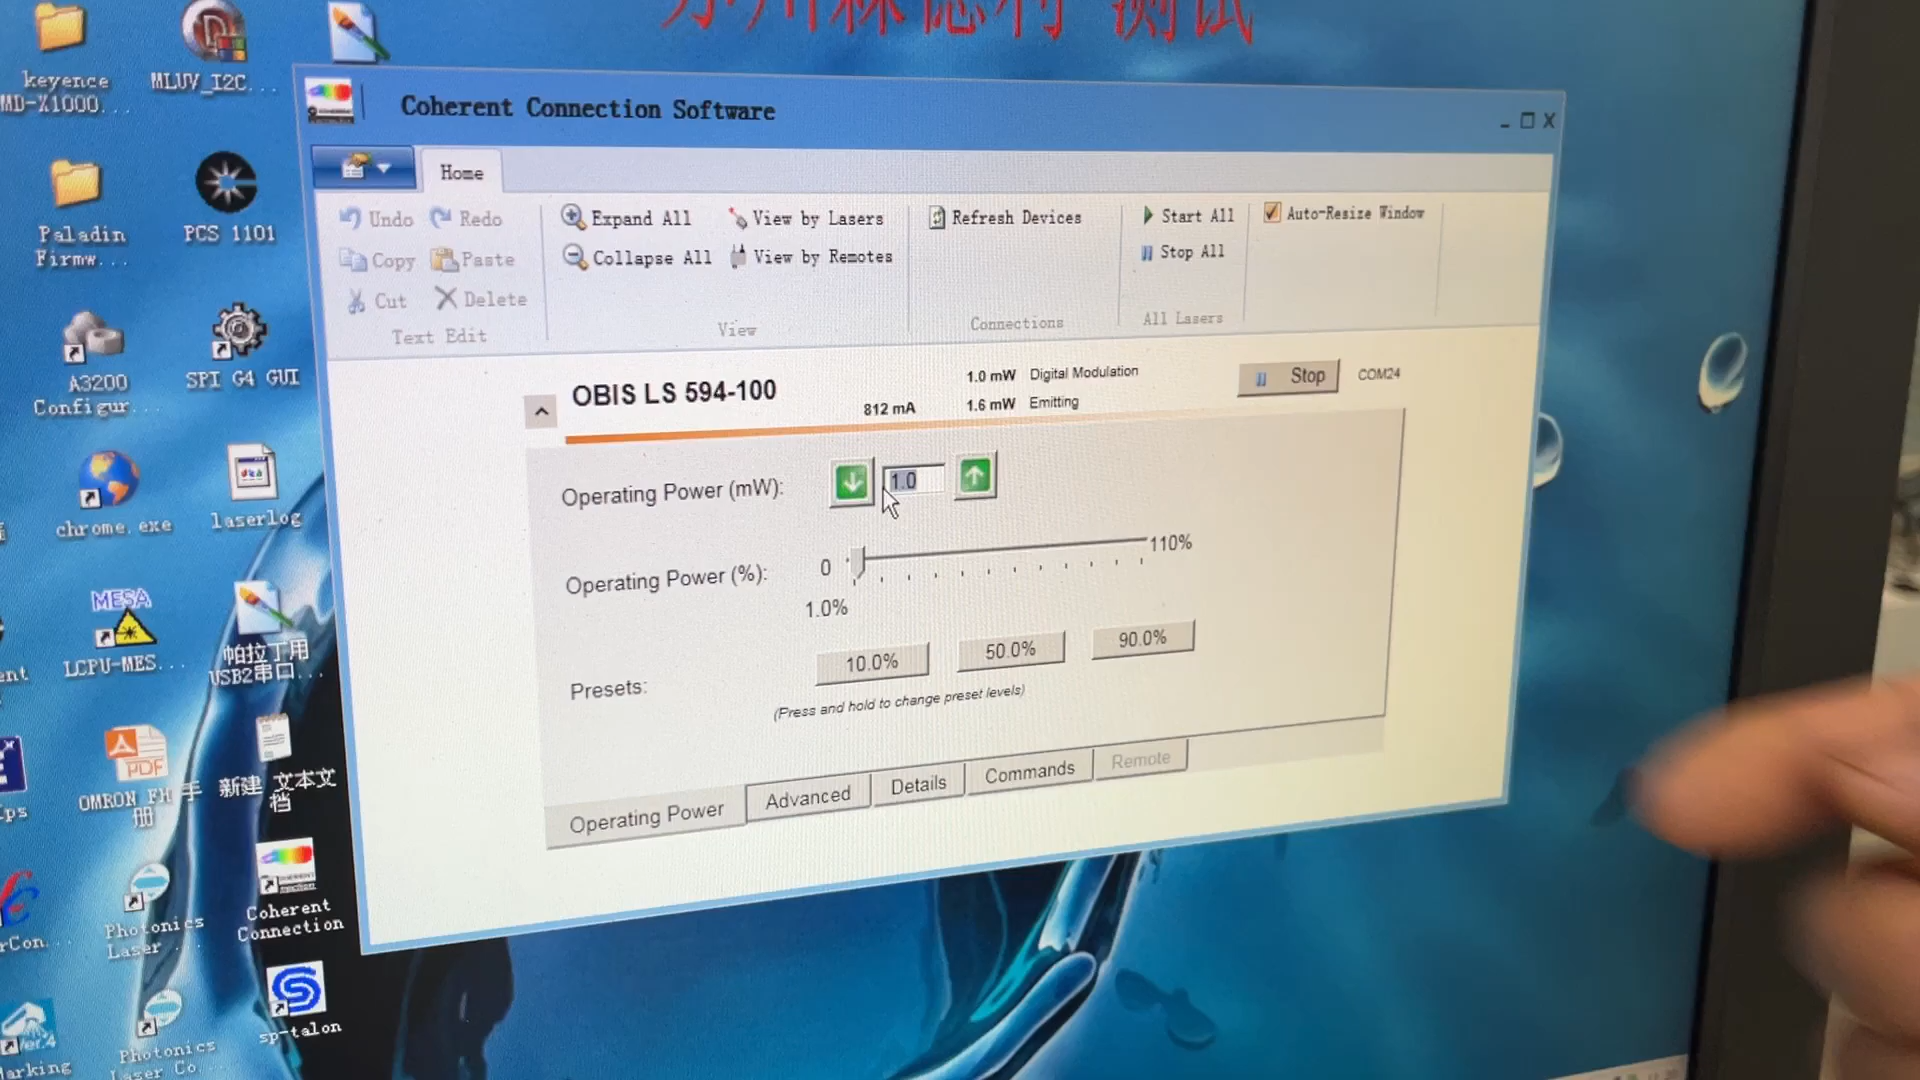 测试
keyence
MD-X1000...
MLUV_I2C...
Paladin
Firmw...
PCS 1101
A3200
Configur...
SPI G4 GUI
chrome.exe
laserlog
MESA
LCPU-MES...
帕拉丁用
USB2串口...
PDF
OMRON FH 手
册
新建 文本文
档
Coherent
Connection
Photonics
Laser ...
sp-talon
Photonics
Laser Co...
Coherent Connection Software
Home
Undo
Redo
Copy
Paste
Cut
Delete
Text Edit
Expand All
Collapse All
View by Lasers
View by Remotes
View
Refresh Devices
Connections
Start All
Stop All
All Lasers
Auto-Resize Window
OBIS LS 594-100
812 mA
1.0 mW Digital Modulation
1.6 mW Emitting
Stop
COM24
Operating Power (mW):
1.0
Operating Power (%):
0
110%
1.0%
Presets:
10.0%
50.0%
90.0%
(Press and hold to change preset levels)
Operating Power
Advanced
Details
Commands
Remote